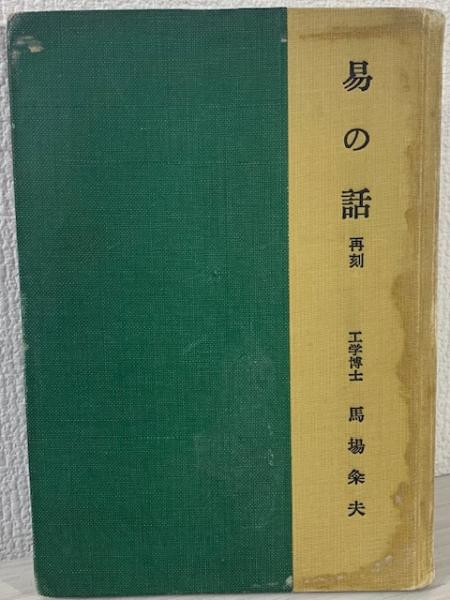 易の話
再刻
工学博士
馬場粂夫